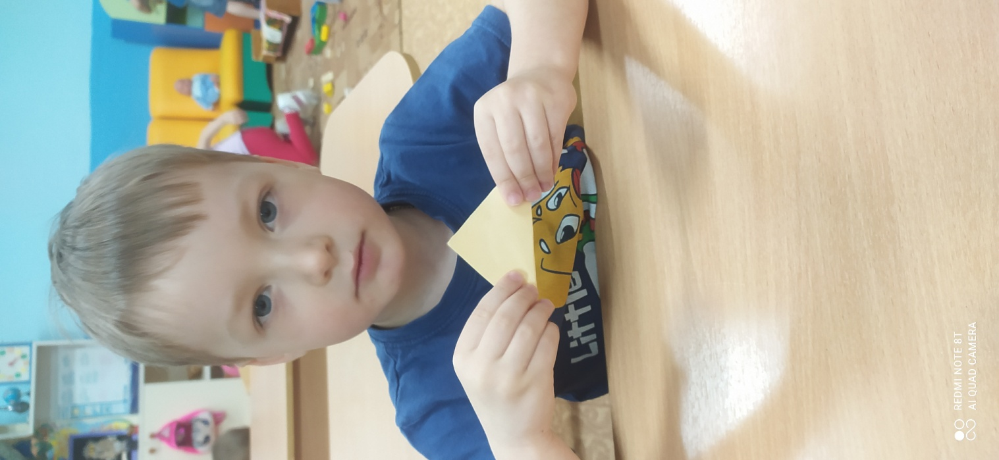 Little
REDMI NOTE 8T
AI QUAD CAMERA